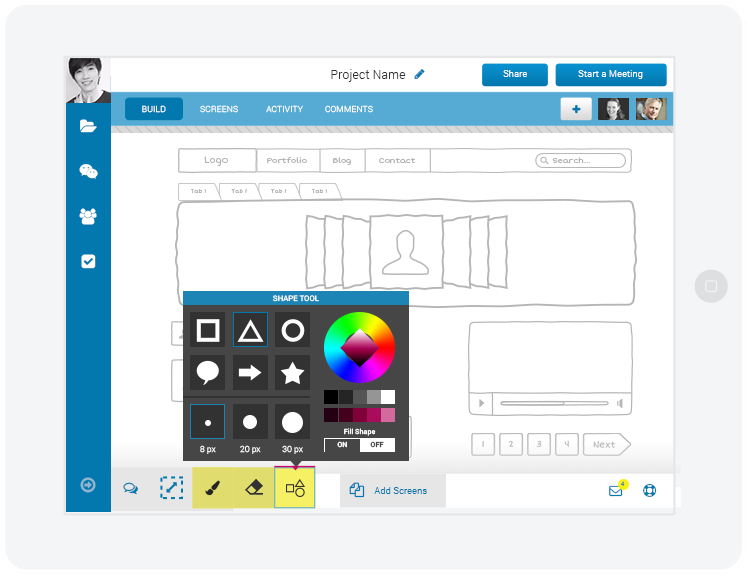 Project Name
Share
Start a Meeting
BUILD
SCREENS
ACTIVITY
COMMENTS
+
Logo
Portfolio
Blog
Contact
Search...
Tab 1
Tab 1
Tab 1
Tab 1
SHAPE TOOL
8 px
20 px
30 px
Fill Shape
ON
OFF
1
2
3
4
Next
Add Screens
4